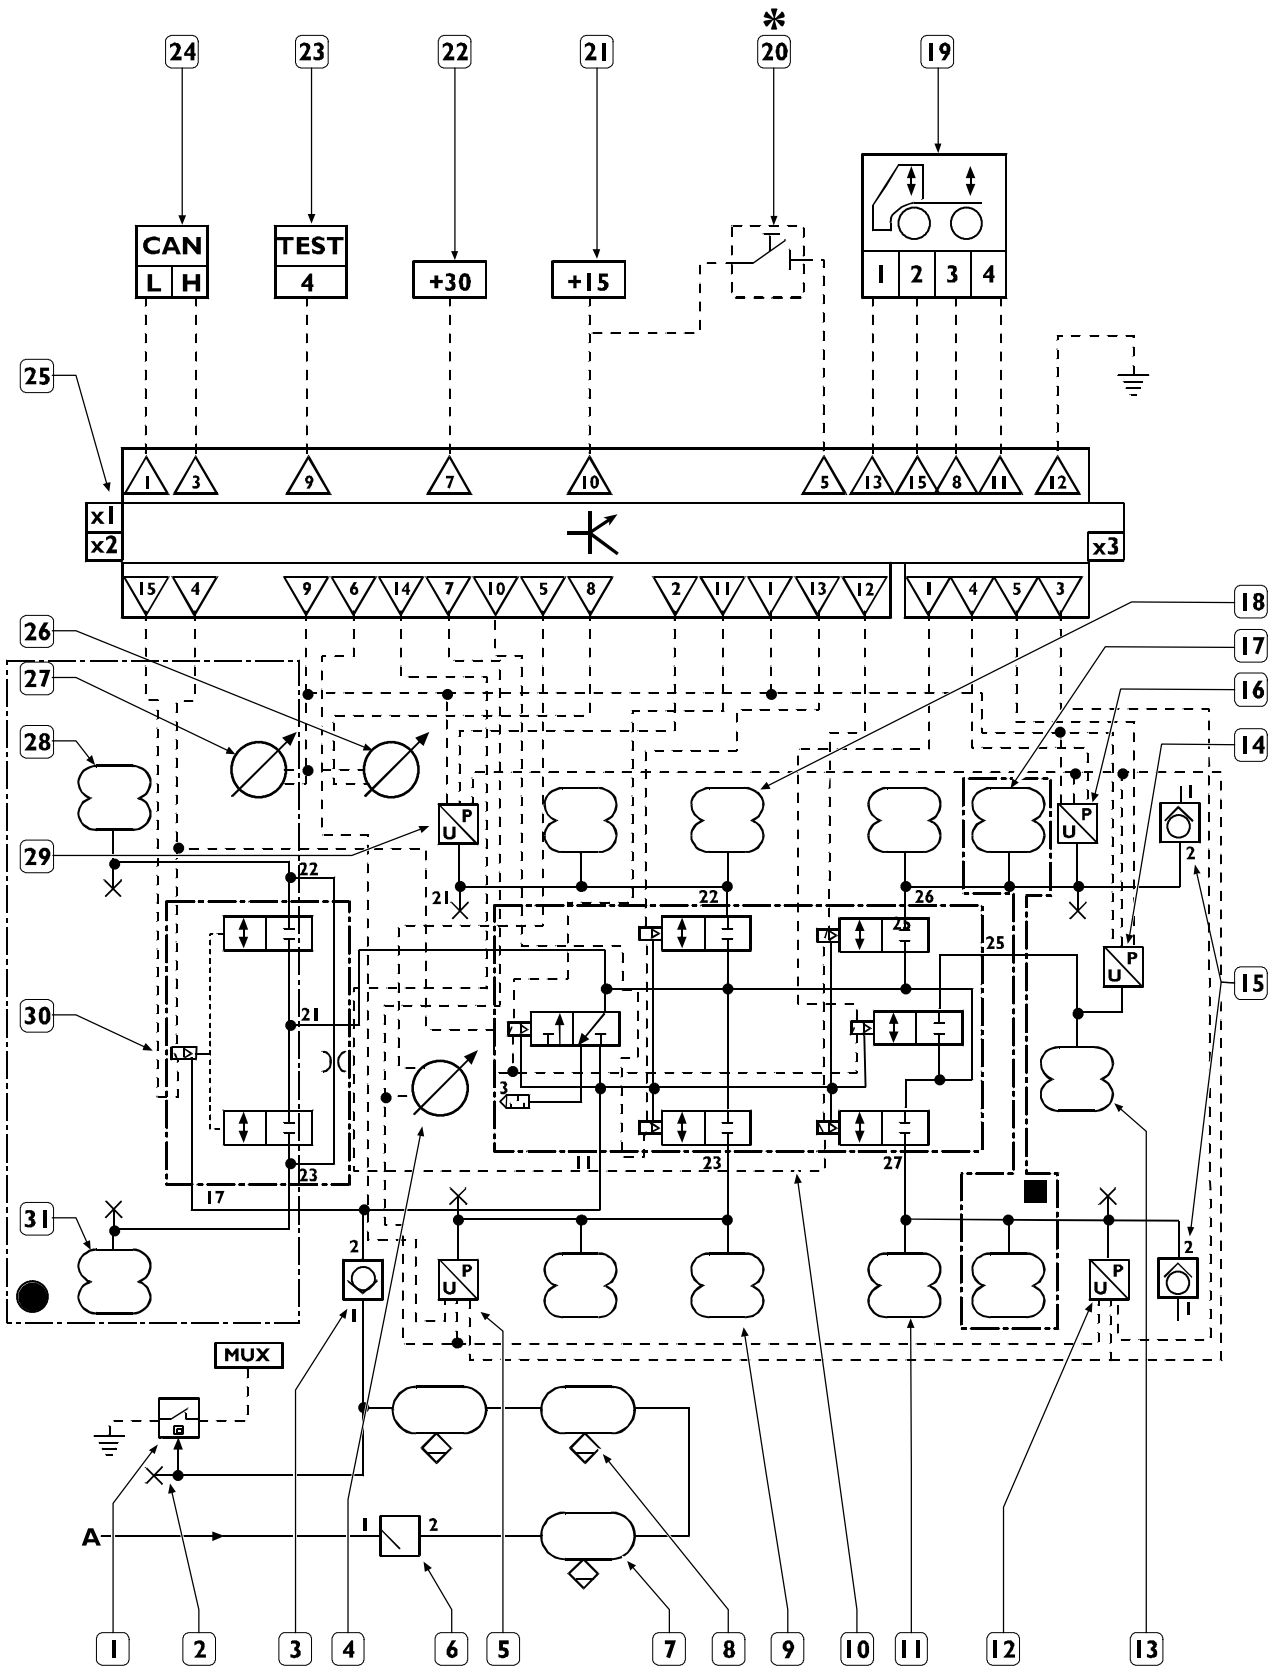 *
24 23 22 21 20 19
CAN TEST
L H 4 +30 +15 1 2 3 4
25
1 3 9 7 10 5 13 15 8 11 12
x1
x2 x3
15 4 9 6 14 7 10 5 8 2 11 1 13 12 1 4 5 3
18
26
17
27
16
28 14
1
P U P U
29 2
22
21 22 26
25
25
P U
15
21
30
3
11 23 27
23
17
31
2 2
P U P U
1 1
MUX
A 1 2
1 2 3 4 6 5 7 8 9 10 11 12 13